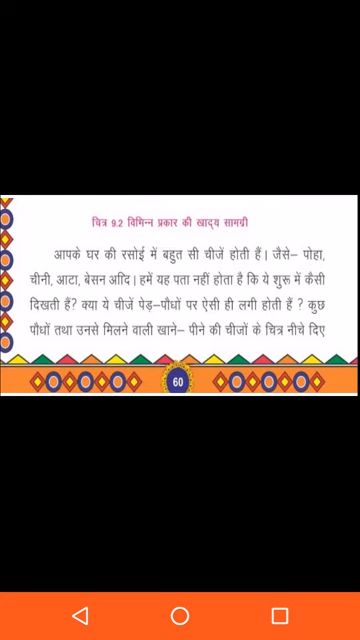 चित्र 9.2 विभिन्न प्रकार की खाद्य सामग्री
आपके घर की रसोई में बहुत सी चीजें होती हैं। जैसे– पोहा,
चीनी, आटा, बेसन आदि। हमें यह पता नहीं होता है कि ये शुरू में कैसी
दिखती हैं? क्या ये चीजें पेड़–पौधों पर ऐसी ही लगी होती हैं ? कुछ
पौधों तथा उनसे मिलने वाली खाने– पीने की चीजों के चित्र नीचे दिए
60